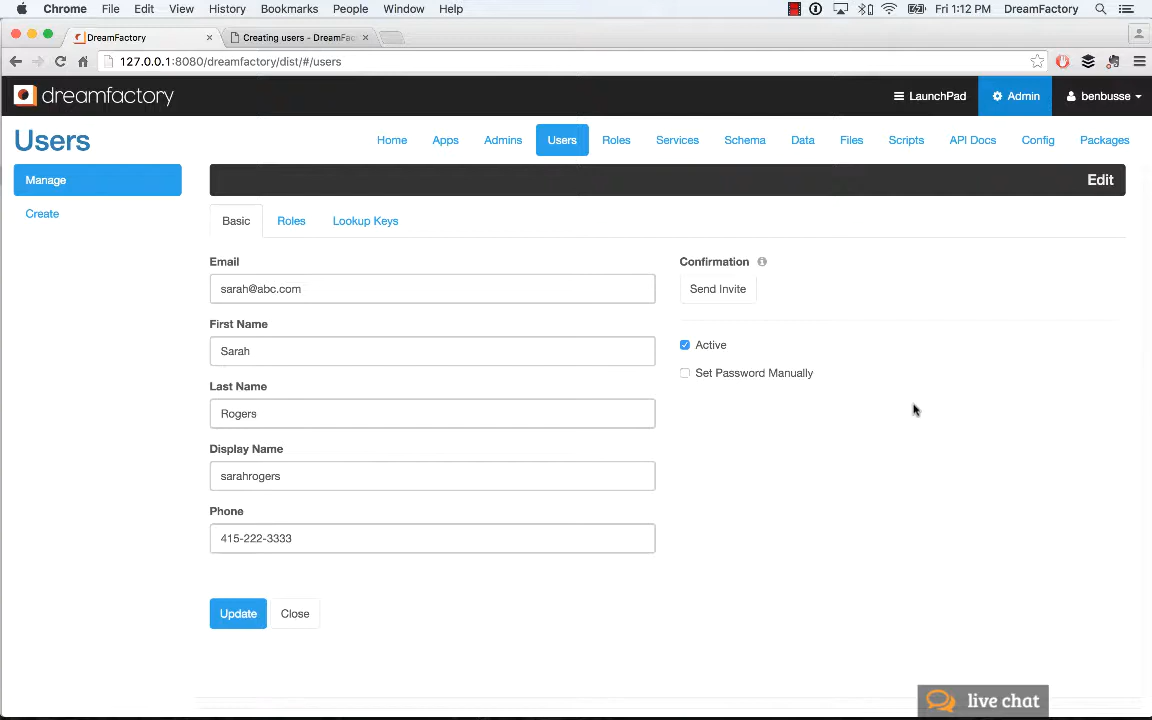 Chrome File Edit View History Bookmarks People Window Help Fri 1:12 PM DreamFactory
DreamFactory Creating users - DreamFac
127.0.0.1:8080/dreamfactory/dist/#/users
dreamfactory LaunchPad Admin benbusse
Users Home Apps Admins Users Roles Services Schema Data Files Scripts API Docs Config Packages
Manage
Edit
Create
Basic Roles Lookup Keys
Email
sarah@abc.com
First Name
Sarah
Last Name
Rogers
Display Name
sarahrogers
Phone
415-222-3333
Confirmation
Send Invite
Active
Set Password Manually
Update Close
live chat